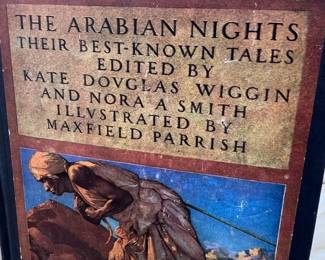 THE ARABIAN NIGHTS
THEIR BEST-KNOWN TALES
EDITED BY
KATE DOVGLAS WIGGIN
AND NORA A SMITH
ILLVSTRATED BY
MAXFIELD PARRISH